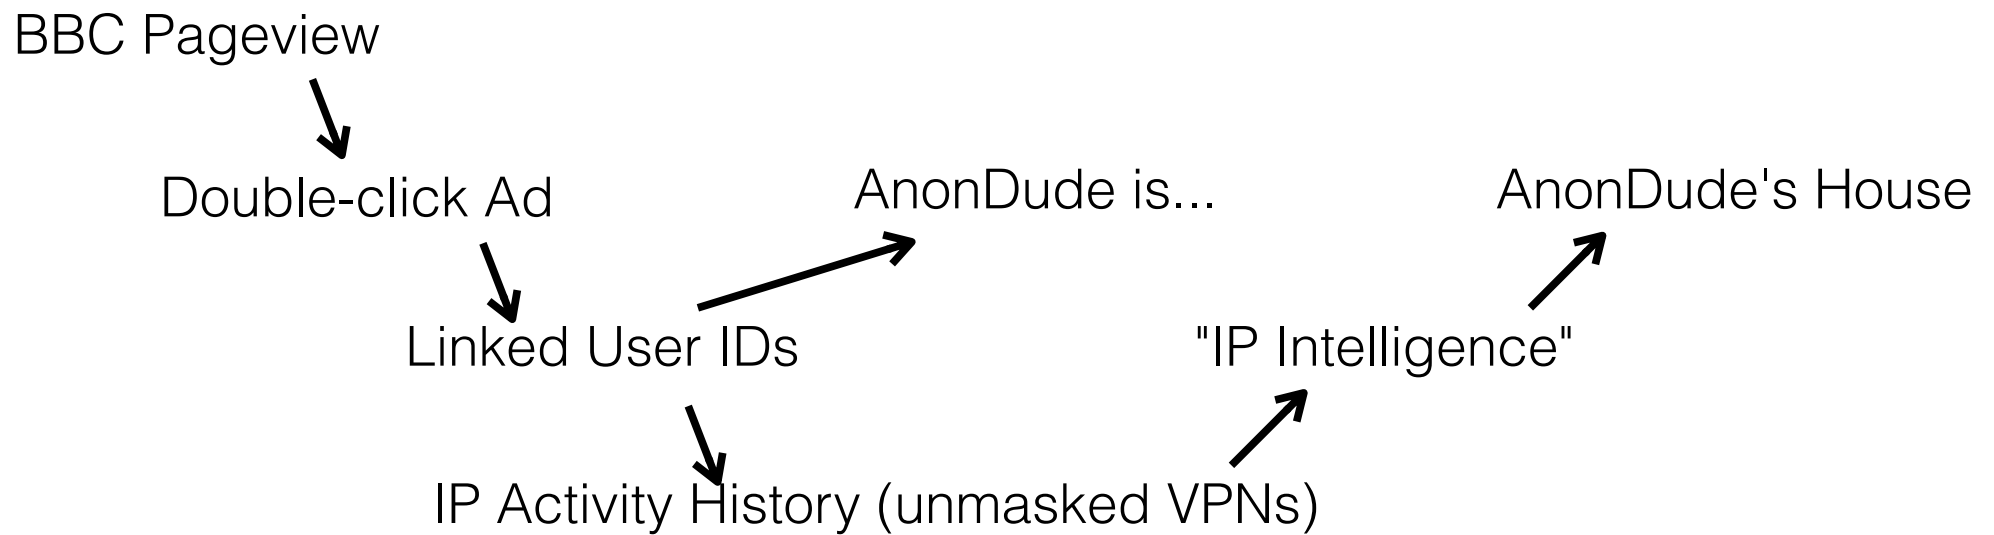 BBC Pageview
Double-click Ad
AnonDude is...
AnonDude's House
Linked User IDs
"IP Intelligence"
IP Activity History (unmasked VPNs)